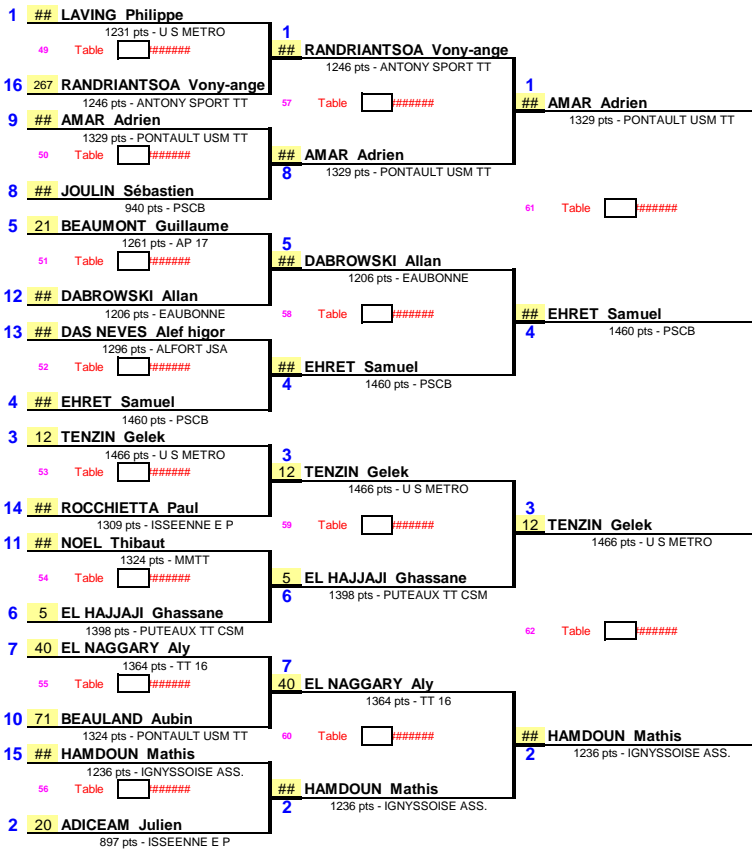 1 ## LAVING Philippe
1231 pts - U S METRO
49 Table ######
16 267 RANDRIANTSOA Vony-ange
1246 pts - ANTONY SPORT TT
9 ## AMAR Adrien
1329 pts - PONTAULT USM TT
50 Table ######
8 ## JOULIN Sébastien
940 pts - PSCB
5 21 BEAUMONT Guillaume
1261 pts - AP 17
51 Table ######
12 ## DABROWSKI Allan
1206 pts - EAUBONNE
13 ## DAS NEVES Alef higor
1296 pts - ALFORT JSA
52 Table ######
4 ## EHRET Samuel
1460 pts - PSCB
3 12 TENZIN Gelek
1466 pts - U S METRO
53 Table ######
14 ## ROCCHIETTA Paul
1309 pts - ISSEENNE E P
11 ## NOEL Thibaut
1324 pts - MMTT
54 Table ######
6 5 EL HAJJAJI Ghassane
1398 pts - PUTEAUX TT CSM
7 40 EL NAGGARY Aly
1364 pts - TT 16
55 Table ######
10 71 BEAULAND Aubin
1324 pts - PONTAULT USM TT
15 ## HAMDOUN Mathis
1236 pts - IGNYSSOISE ASS.
56 Table ######
2 20 ADICEAM Julien
897 pts - ISSEENNE E P
1
## RANDRIANTSOA Vony-ange
1246 pts - ANTONY SPORT TT
57 Table ######
## AMAR Adrien
8
1329 pts - PONTAULT USM TT
5
## DABROWSKI Allan
1206 pts - EAUBONNE
58 Table ######
## EHRET Samuel
4
1460 pts - PSCB
3
12 TENZIN Gelek
1466 pts - U S METRO
59 Table ######
5 EL HAJJAJI Ghassane
6
1398 pts - PUTEAUX TT CSM
7
40 EL NAGGARY Aly
1364 pts - TT 16
60 Table ######
## HAMDOUN Mathis
2
1236 pts - IGNYSSOISE ASS.
1
## AMAR Adrien
1329 pts - PONTAULT USM TT
61 Table ######
## EHRET Samuel
4
1460 pts - PSCB
3
12 TENZIN Gelek
1466 pts - U S METRO
62 Table ######
## HAMDOUN Mathis
2
1236 pts - IGNYSSOISE ASS.